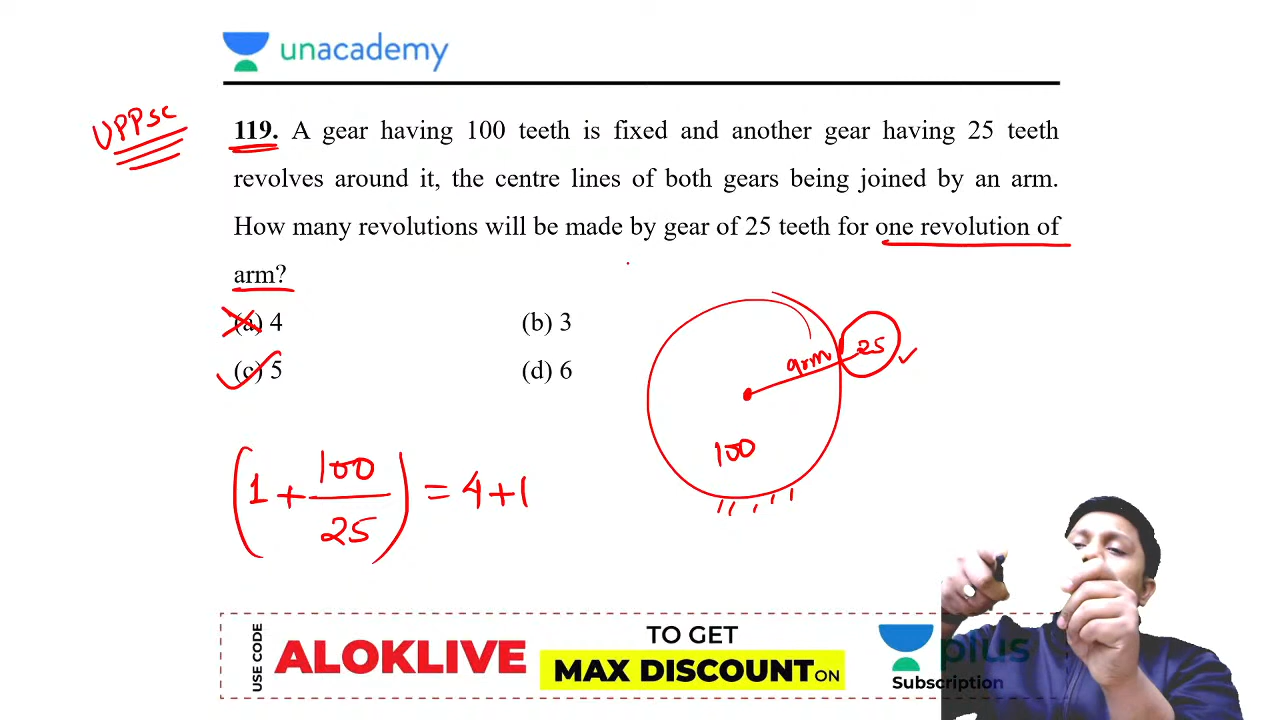 unacademy
UPPSC
119. A gear having 100 teeth is fixed and another gear having 25 teeth
revolves around it, the centre lines of both gears being joined by an arm.
How many revolutions will be made by gear of 25 teeth for one revolution of
arm?
(a) 4
(b) 3
(c) 5
(d) 6
arm
25
100
(1 + 100/25) = 4+1
USE CODE
ALOKLIVE
TO GET
MAX DISCOUNT ON
plus
Subscription